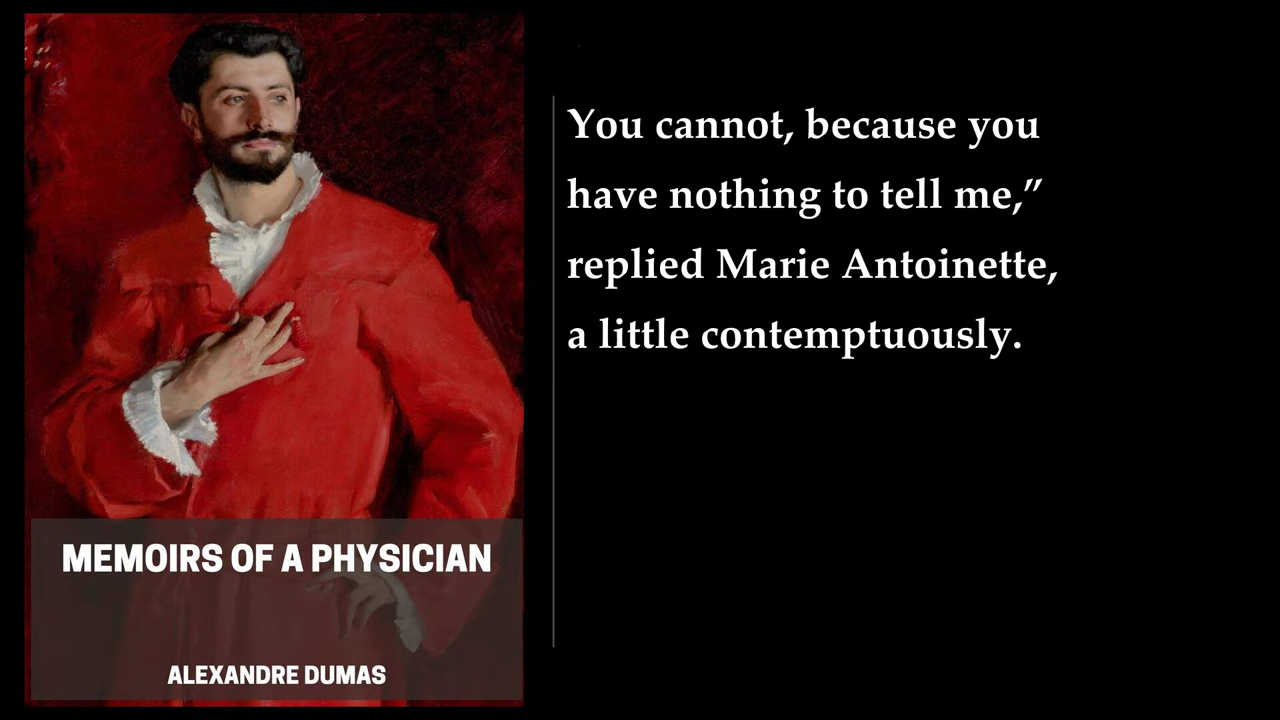 You cannot, because you
have nothing to tell me,”
replied Marie Antoinette,
a little contemptuously.
MEMOIRS OF A PHYSICIAN
ALEXANDRE DUMAS